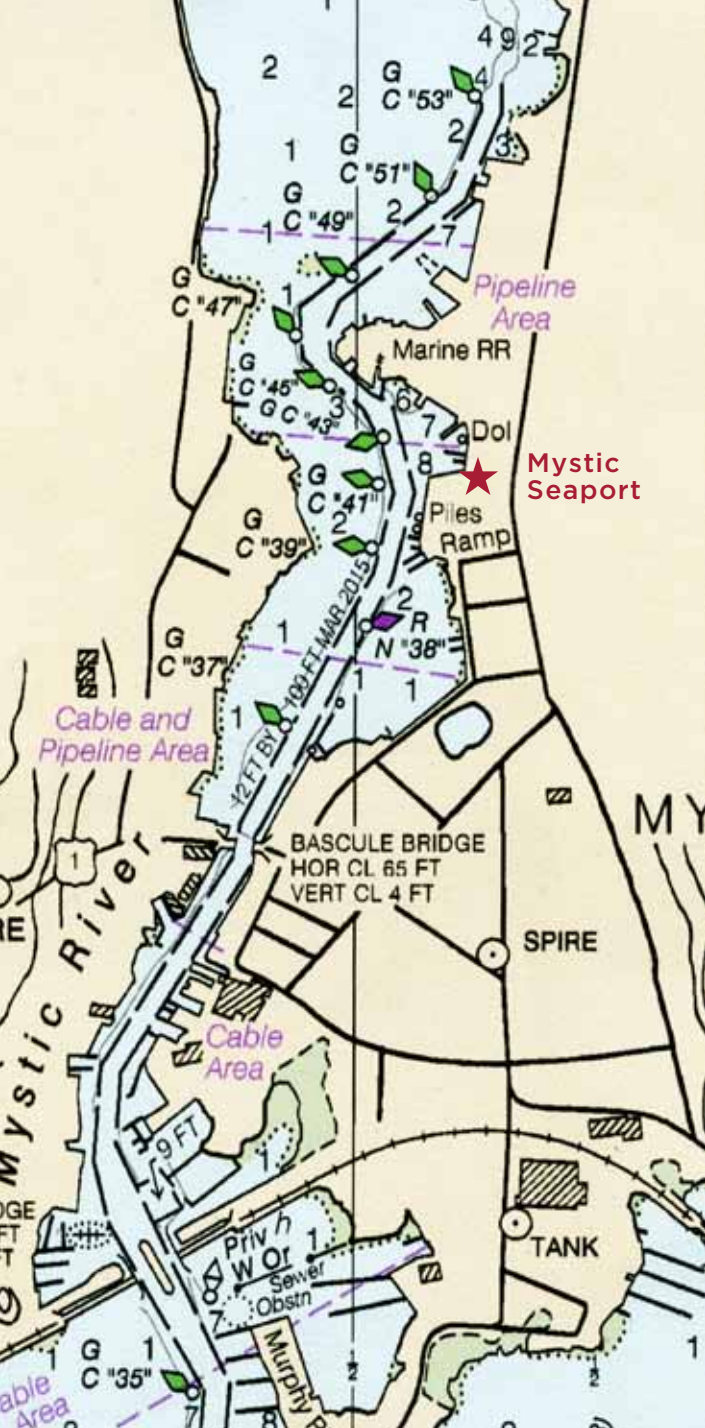 1
4 9
2
2
G
C "53"
4
2
2
3
1
G
C "51"
G
C "49"
2
1
7
G
C "47"
1
Pipeline
Area
Marine RR
G
C "45"
G C "43"
3
6
7
Dol
8
Mystic
Seaport
G
C "41"
2
Piles
Ramp
G
C "39"
12 FT BY 100 FT MAR 2015
2
R
N "38"
1
G
C "37"
1
1
1
Cable and
Pipeline Area
MY
BASCULE BRIDGE
HOR CL 65 FT
VERT CL 4 FT
1
RE
Mystic River
SPIRE
Cable
Area
9 FT
1
DGE
FT
FT
Priv h
W Or
1
Sewer
Obstn
7
TANK
Murphy
G
C "35"
1
1
2
2
1
able
Area
7
8